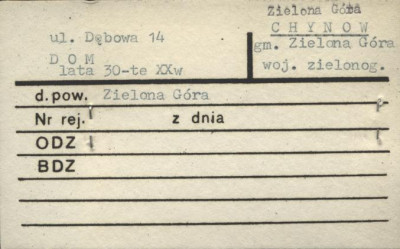 ul. Dębowa 14
DOM
lata 30-te XXw
Zielona Góra
CHYNOW
gm. Zielona Góra
woj. zielonog.
d.pow. Zielona Góra
Nr rej. z dnia
ODZ
BDZ